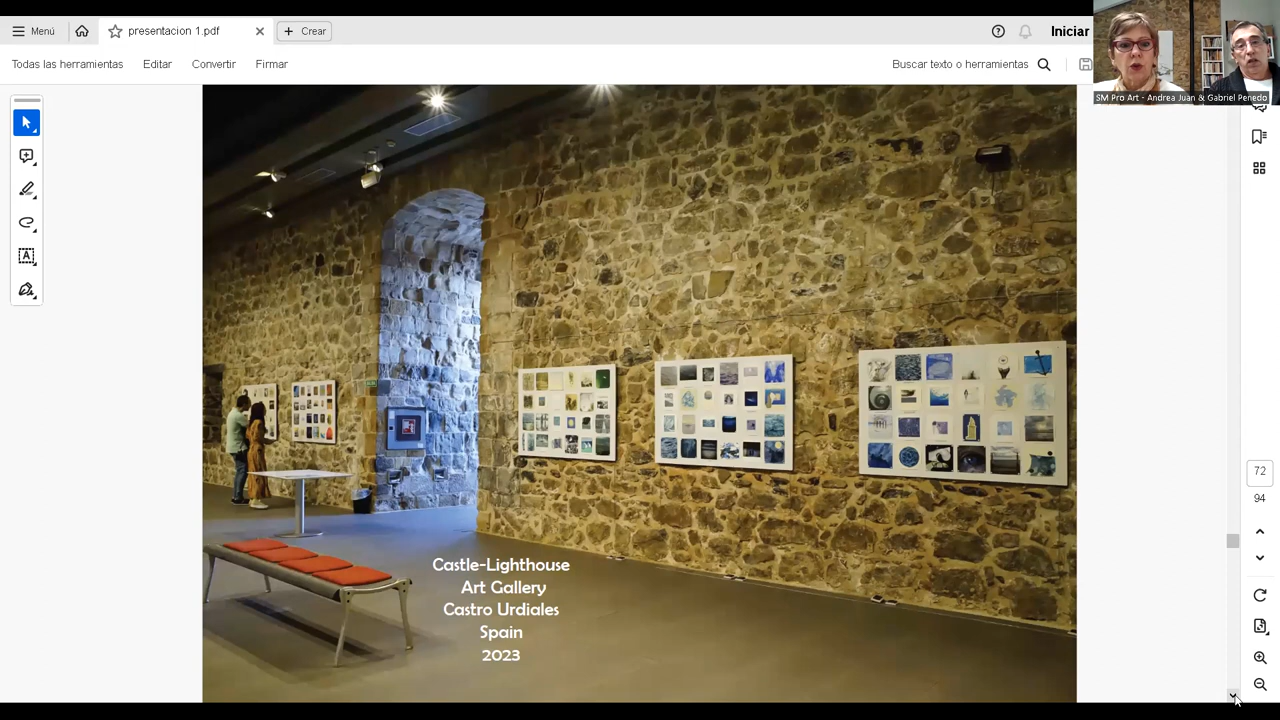 Menú
presentacion 1.pdf
Crear
Iniciar
Todas las herramientas
Editar
Convertir
Firmar
Buscar texto o herramientas
SM Pro Art - Andrea Juan & Gabriel Penedo
72
94
Castle-Lighthouse
Art Gallery
Castro Urdiales
Spain
2023